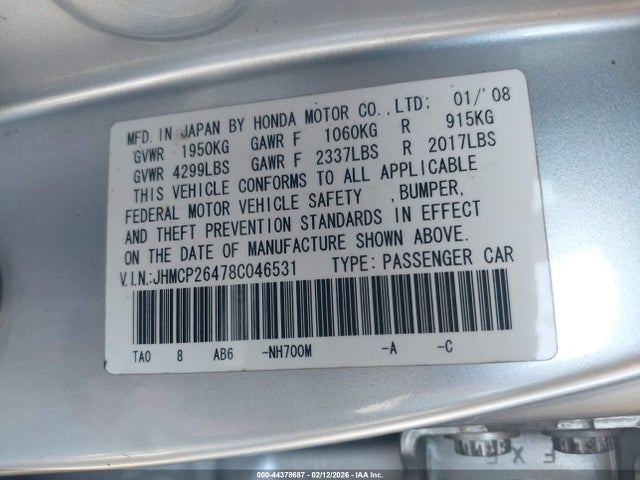 MFD. IN JAPAN BY HONDA MOTOR CO.,LTD; 01/'08
GVWR 1950KG GAWR F 1060KG R 915KG
GVWR 4299LBS GAWR F 2337LBS R 2017LBS
THIS VEHICLE CONFORMS TO ALL APPLICABLE
FEDERAL MOTOR VEHICLE SAFETY ,BUMPER,
AND THEFT PREVENTION STANDARDS IN EFFECT
ON THE DATE OF MANUFACTURE SHOWN ABOVE.
V.I.N.:JHMCP26478C046531 TYPE: PASSENGER CAR
TA0 8 AB6 -NH700M -A -C
X F
000-44378687 - 02/12/2026 - IAA Inc.